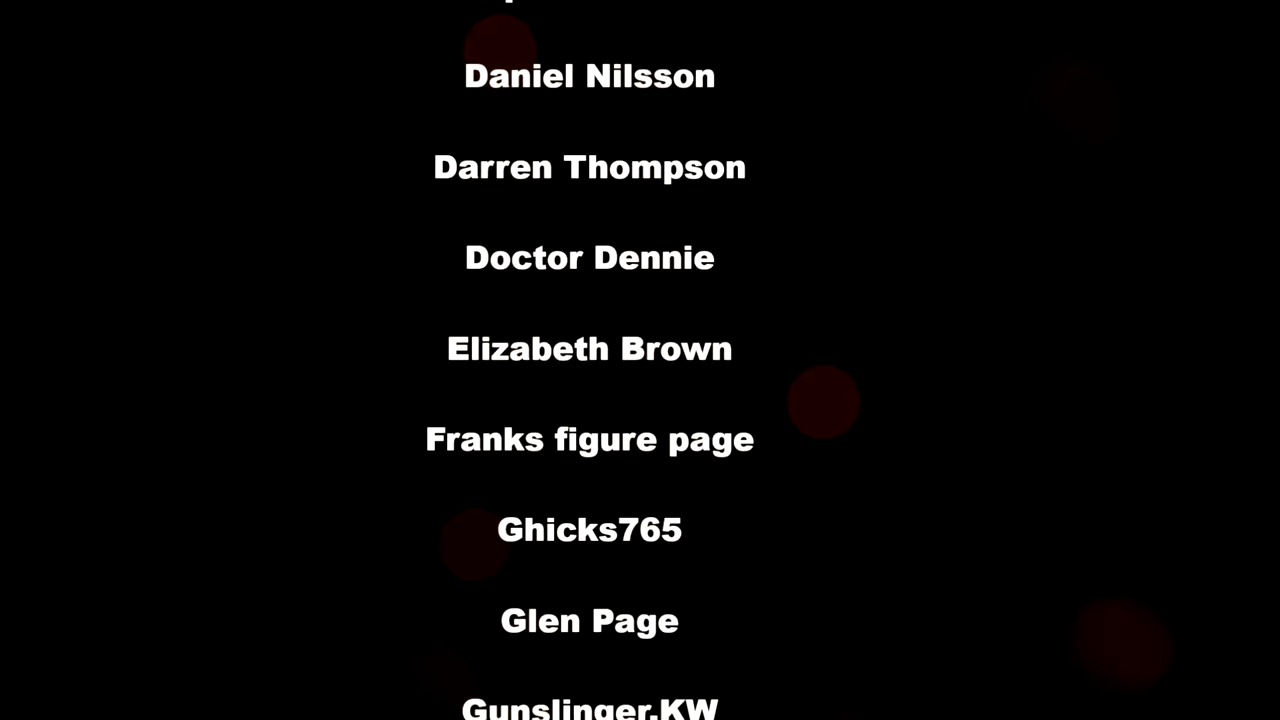 Daniel Nilsson
Darren Thompson
Doctor Dennie
Elizabeth Brown
Franks figure page
Ghicks765
Glen Page
Gunslinger.KW